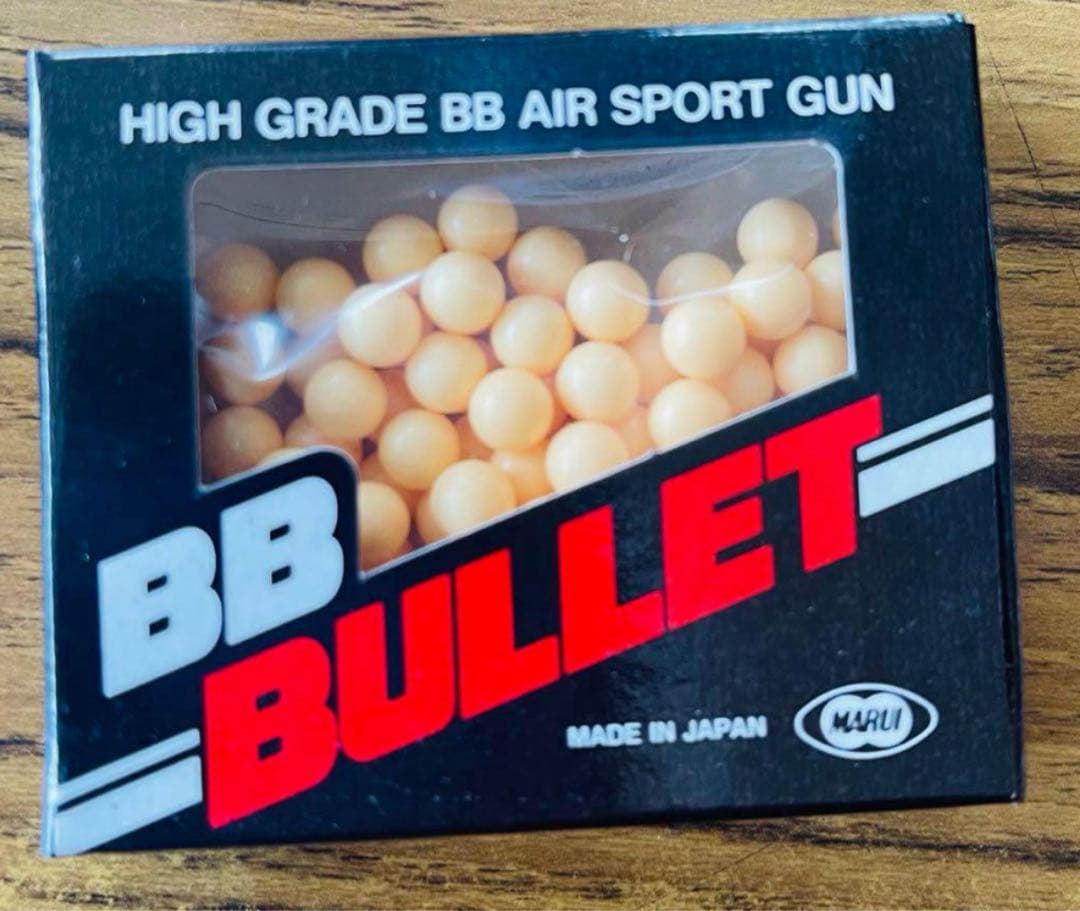 HIGH GRADE BB AIR SPORT GUN
BB
BULLET
MADE IN JAPAN
MARUI